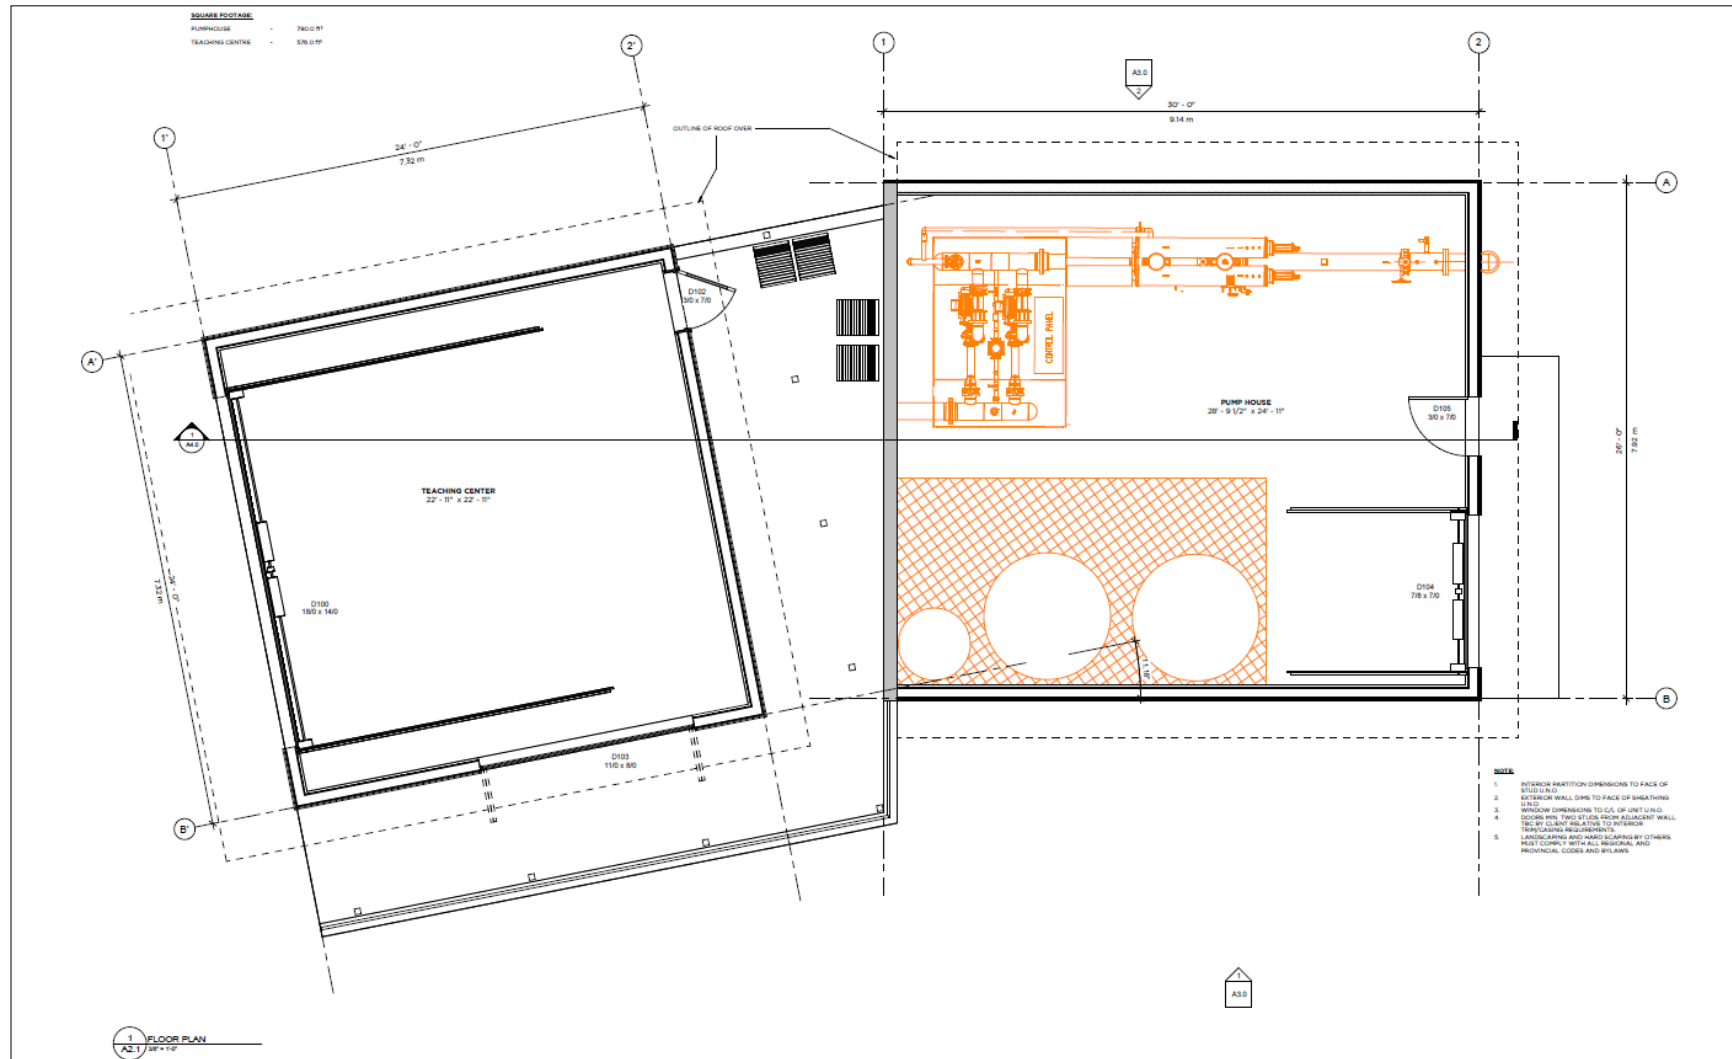 SQUARE FOOTAGE:
PUMPHOUSE - 780.0 ft²
TEACHING CENTRE - 576.0 ft²
1'
2'
1
2
A3.0
2
24' - 0"
7.32 m
30' - 0"
9.14 m
OUTLINE OF ROOF OVER
A
A'
D102
3/0 x 7/0
CONTROL PANEL
PUMP HOUSE
28' - 9 1/2" x 24' - 11"
D105
3/0 x 7/0
26' - 0"
7.92 m
1
A4.0
TEACHING CENTER
22' - 11" x 22' - 11"
24' - 0"
7.32 m
D100
16/0 x 14/0
D104
7/8 x 7/0
B
D103
11/0 x 8/0
B'
NOTE:
1. INTERIOR PARTITION DIMENSIONS TO FACE OF
STUD U.N.O.
2. EXTERIOR WALL DIMS TO FACE OF SHEATHING
U.N.O.
3. WINDOW DIMENSIONS TO C/L OF UNIT U.N.O.
4. DOORS MIN. TWO STUDS FROM ADJACENT WALL.
TBC BY CLIENT RELATIVE TO INTERIOR
TRIM/CASING REQUIREMENTS.
5. LANDSCAPING AND HARD SCAPING BY OTHERS
MUST COMPLY WITH ALL REGIONAL AND
PROVINCIAL CODES AND BYLAWS
1
A3.0
1
A2.1
FLOOR PLAN
3/8" = 1'-0"